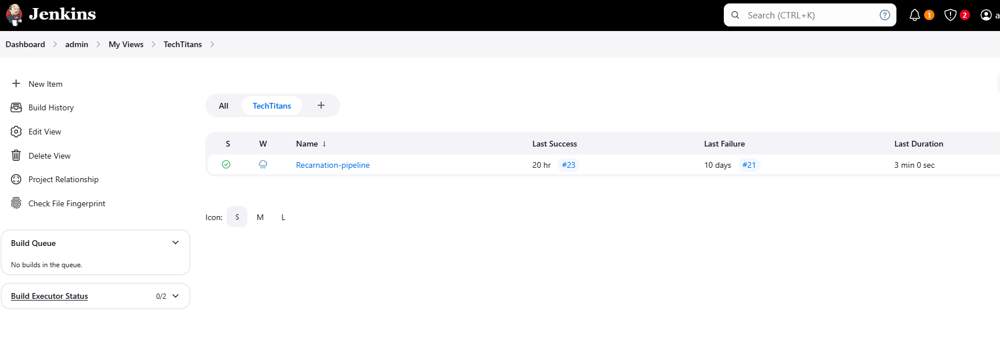 Jenkins
Search (CTRL+K) ?
1
2
a
Dashboard > admin > My Views > TechTitans >
New Item
Build History
Edit View
Delete View
Project Relationship
Check File Fingerprint
Build Queue
No builds in the queue.
Build Executor Status 0/2
All TechTitans +
S W Name ↓ Last Success Last Failure Last Duration
Recarnation-pipeline 20 hr #23 10 days #21 3 min 0 sec
Icon: S M L